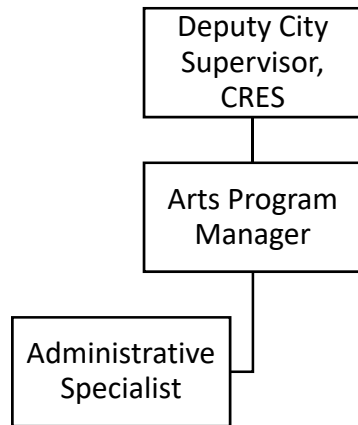 Deputy City
Supervisor,
CRES
Arts Program
Manager
Administrative
Specialist